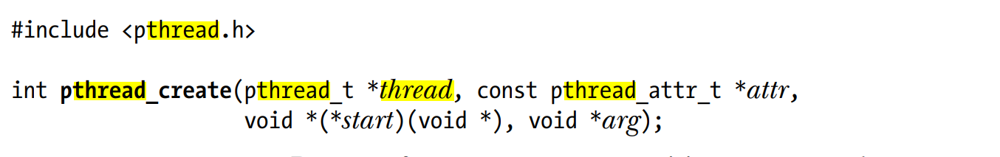 #include <pthread.h>
int pthread_create(pthread_t *thread, const pthread_attr_t *attr,
void *(*start)(void *), void *arg);